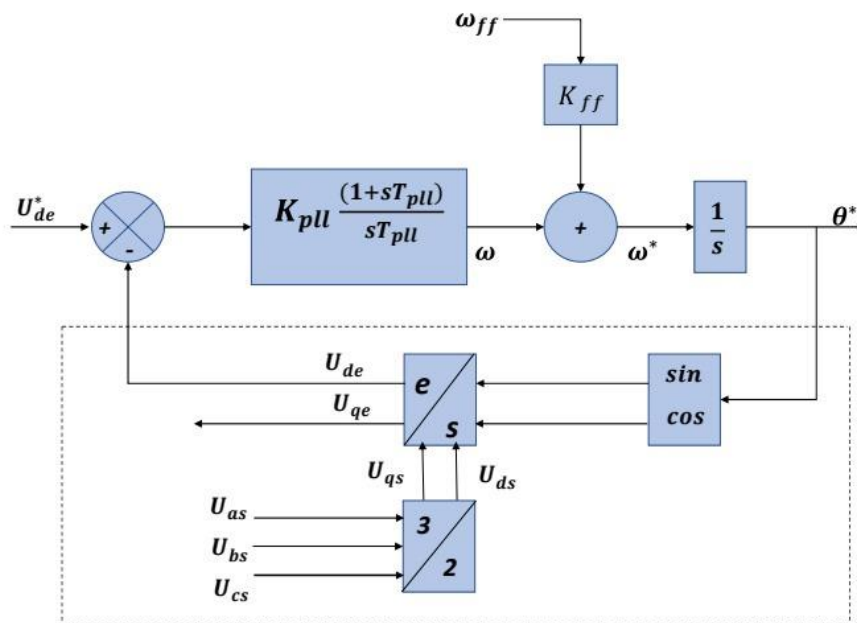 ω_ff
K_ff
U*_de
+
-
K_pll (1+sT_pll)/sT_pll
ω
+
ω*
1/s
θ*
U_de
U_qe
e
s
sin
cos
U_qs
U_ds
U_as
U_bs
U_cs
3
2